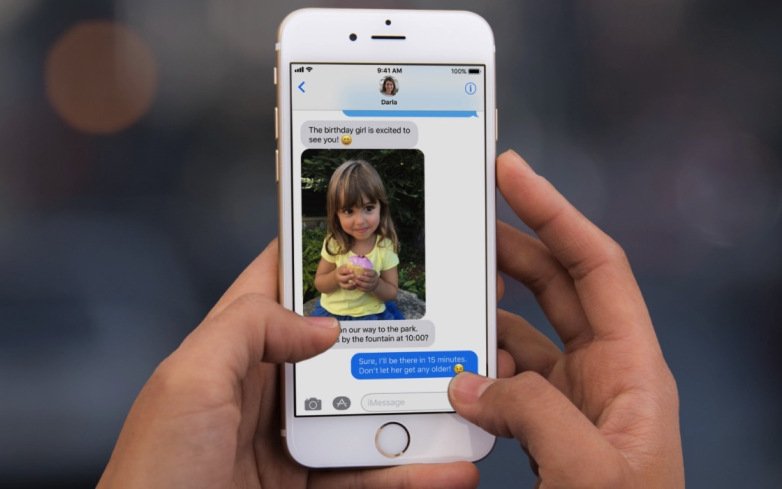 9:41 AM
100%
Darla
The birthday girl is excited to
see you! 😄
on our way to the park.
by the fountain at 10:00?
Sure, I'll be there in 15 minutes.
Don't let her get any older! 😉
iMessage